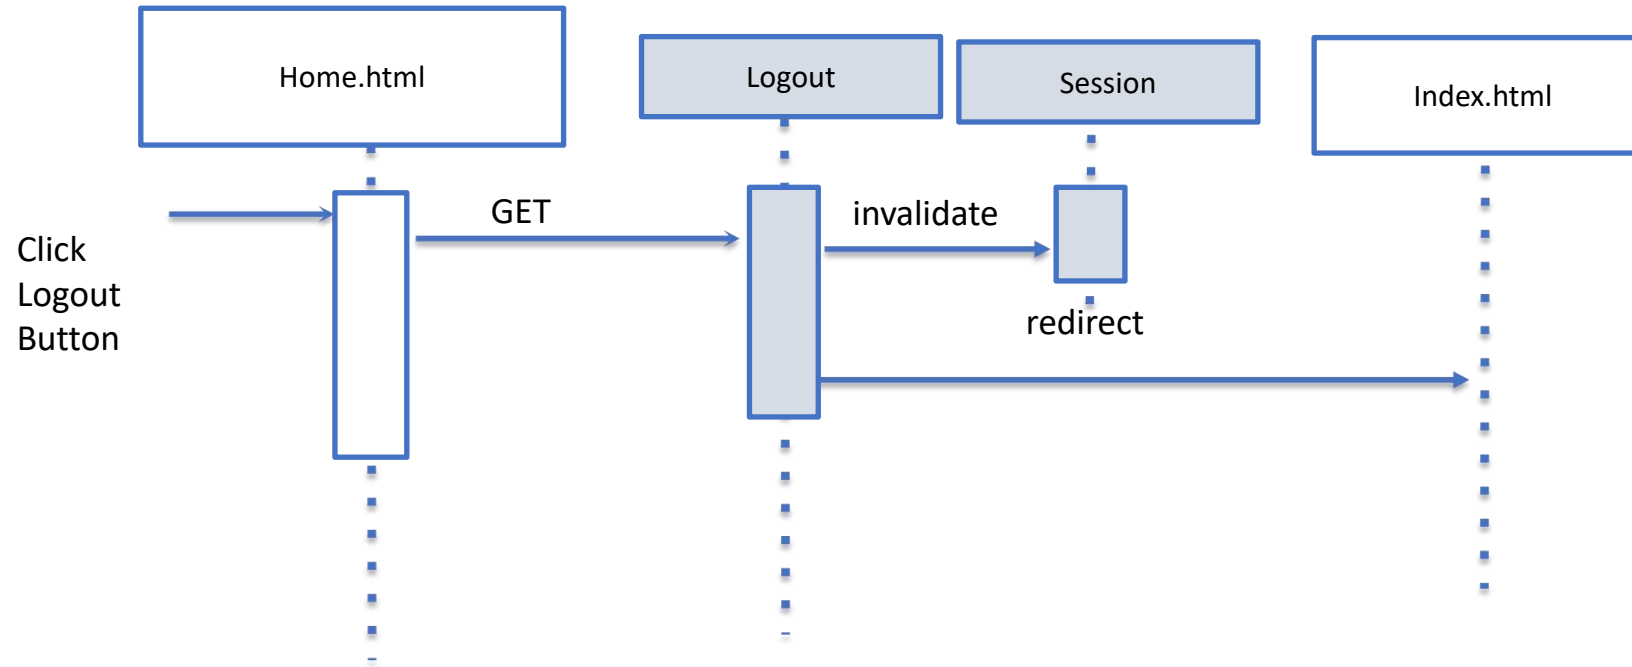 Home.html
Logout
Session
Index.html
GET
invalidate
Click
Logout
Button
redirect